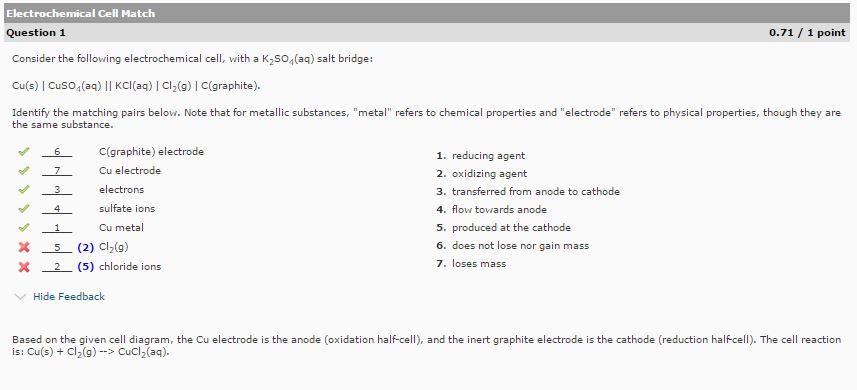 Electrochemical Cell Match
Question 1 0.71 / 1 point
Consider the following electrochemical cell, with a K2SO4(aq) salt bridge:
Cu(s) | CuSO4(aq) || KCl(aq) | Cl2(g) | C(graphite).
Identify the matching pairs below. Note that for metallic substances, "metal" refers to chemical properties and "electrode" refers to physical properties, though they are
the same substance.
6 C(graphite) electrode
7 Cu electrode
3 electrons
4 sulfate ions
1 Cu metal
5 (2) Cl2(g)
2 (5) chloride ions
1. reducing agent
2. oxidizing agent
3. transferred from anode to cathode
4. flow towards anode
5. produced at the cathode
6. does not lose nor gain mass
7. loses mass
Hide Feedback
Based on the given cell diagram, the Cu electrode is the anode (oxidation half-cell), and the inert graphite electrode is the cathode (reduction half-cell). The cell reaction
is: Cu(s) + Cl2(g) --> CuCl2(aq).